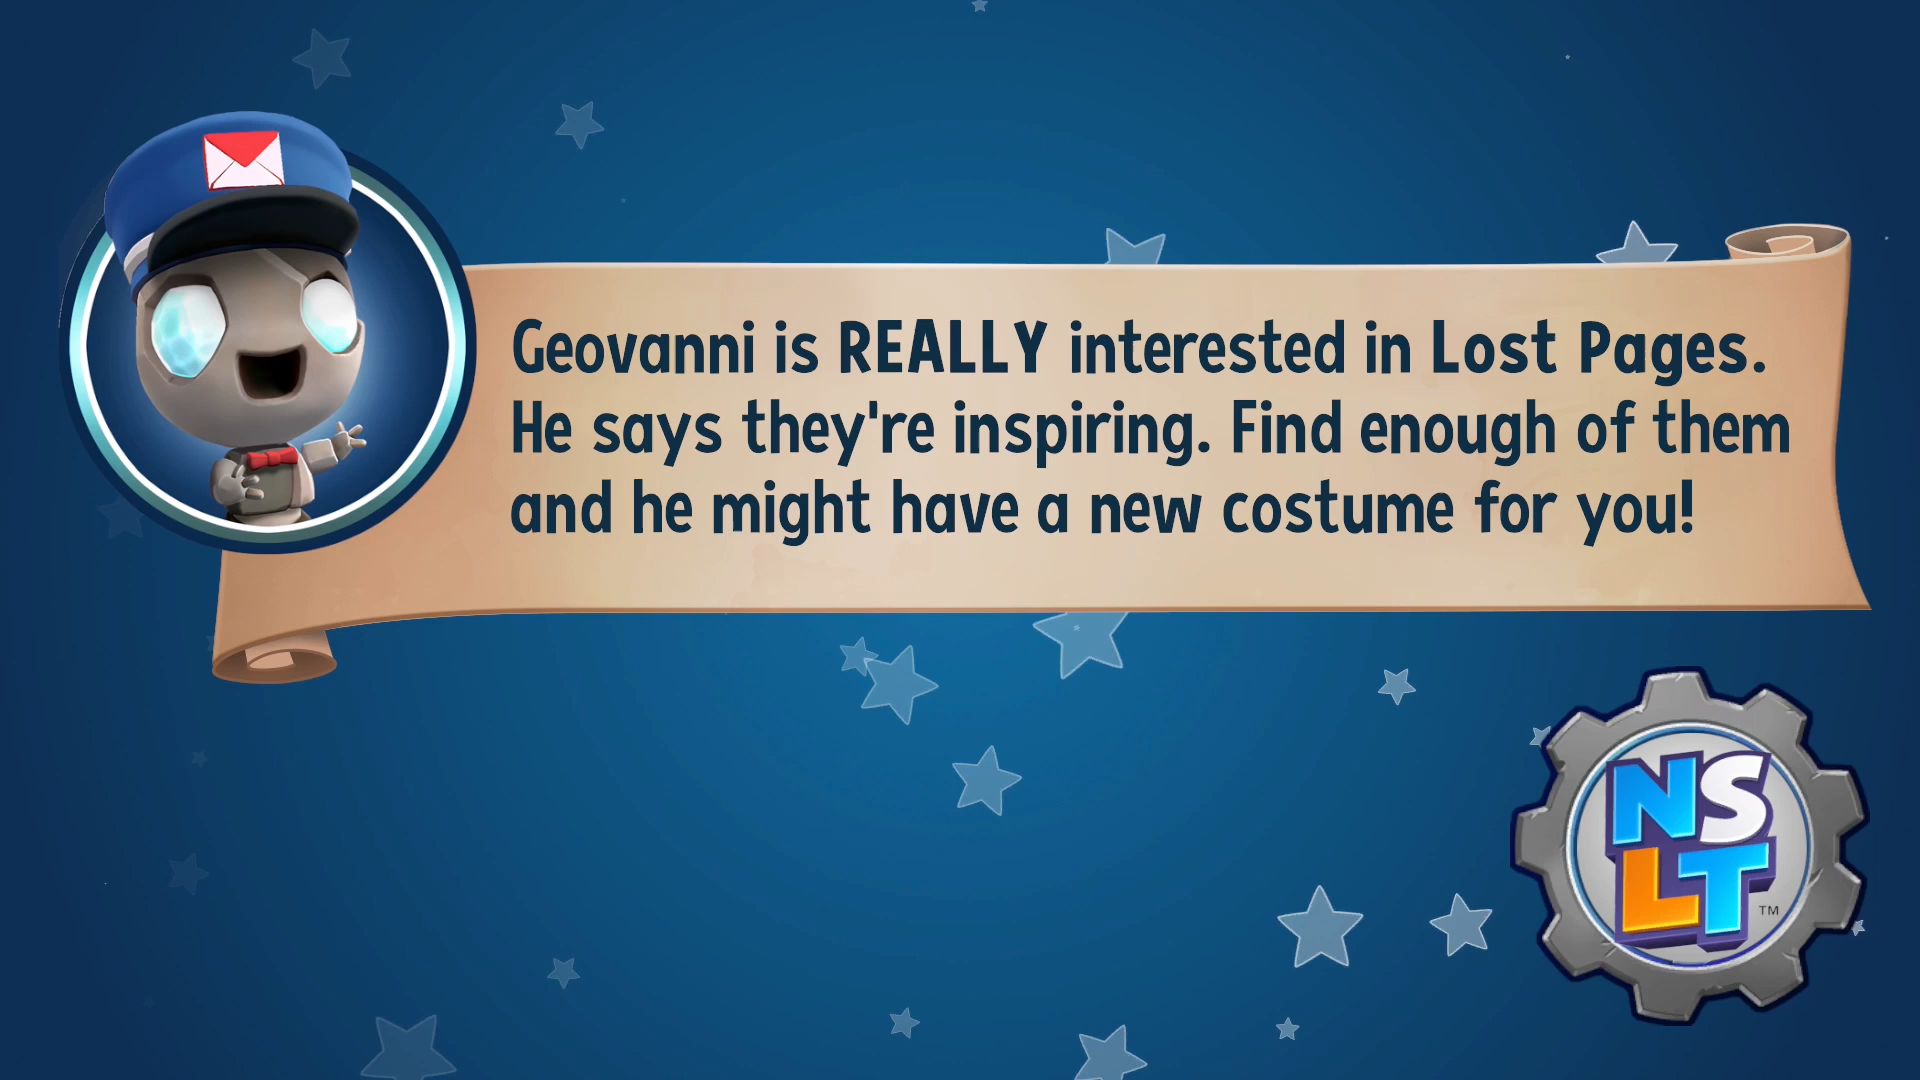 Geovanni is REALLY interested in Lost Pages.
He says they're inspiring. Find enough of them
and he might have a new costume for you!
NS
LT
TM